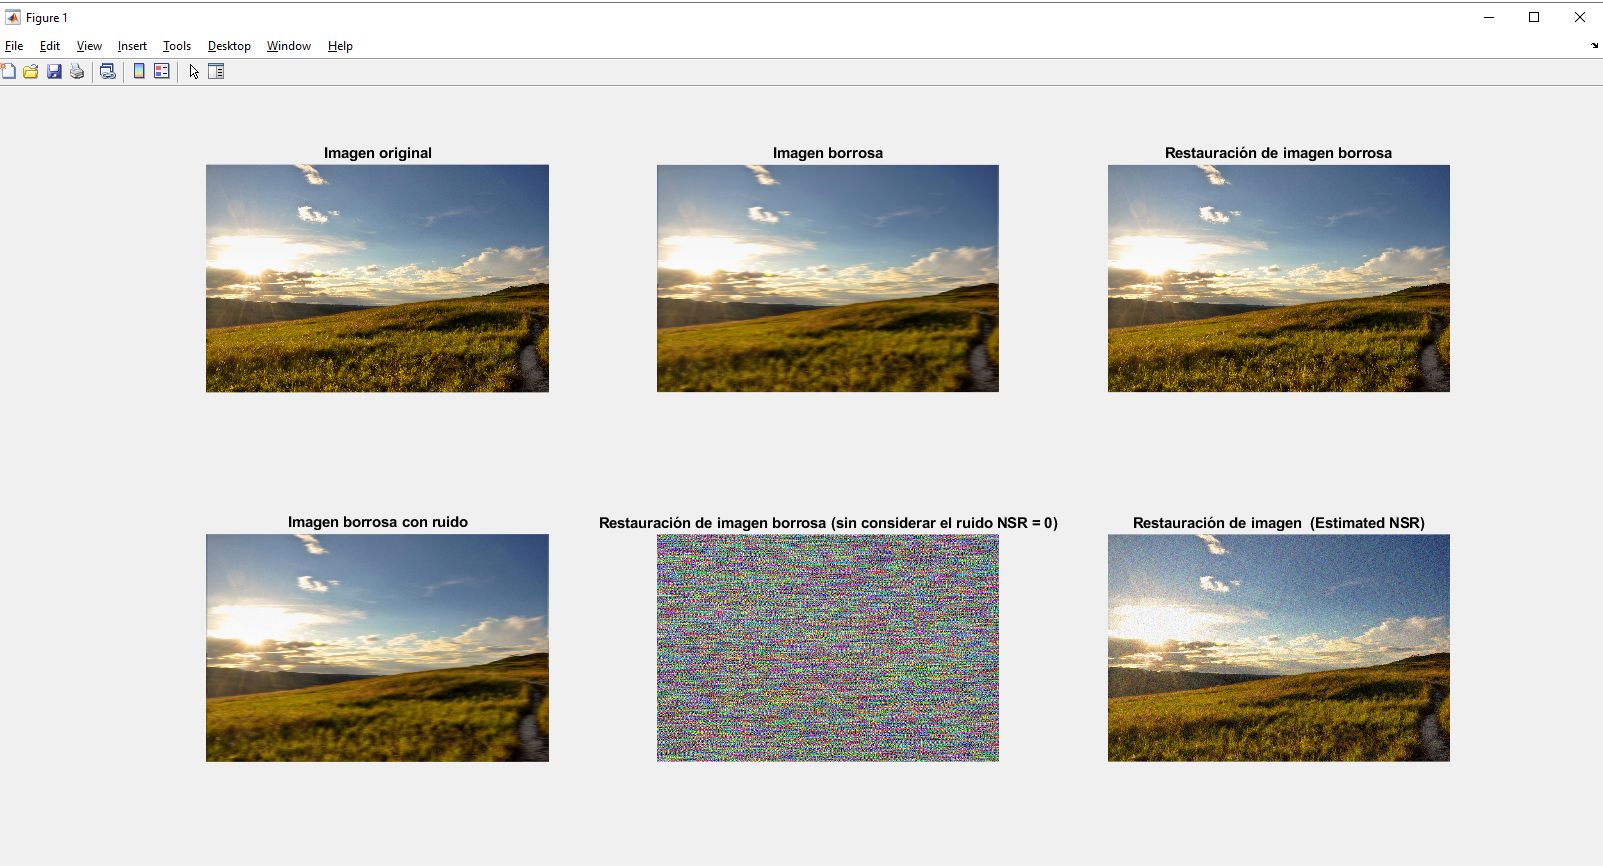 Figure 1
File Edit View Insert Tools Desktop Window Help
Imagen original
Imagen borrosa
Restauración de imagen borrosa
Imagen borrosa con ruido
Restauración de imagen borrosa (sin considerar el ruido NSR = 0)
Restauración de imagen  (Estimated NSR)